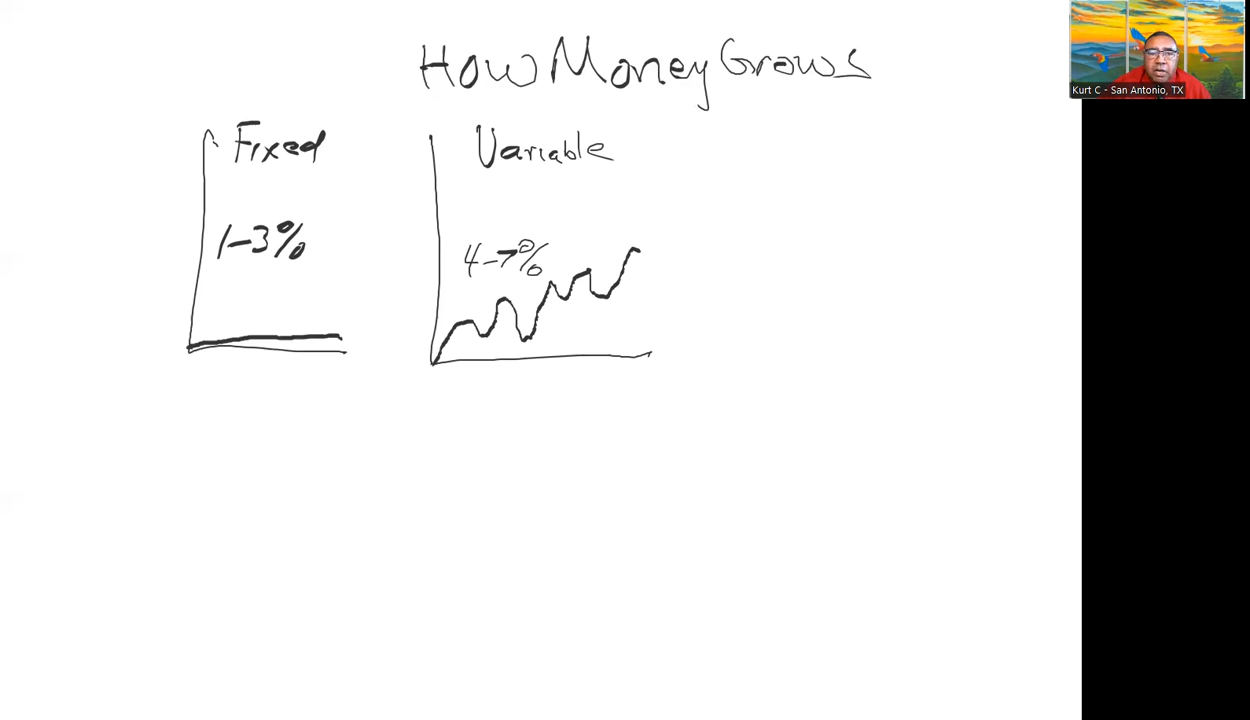 How Money Grows
Kurt C - San Antonio, TX
Fixed
Variable
1-3%
4-7%